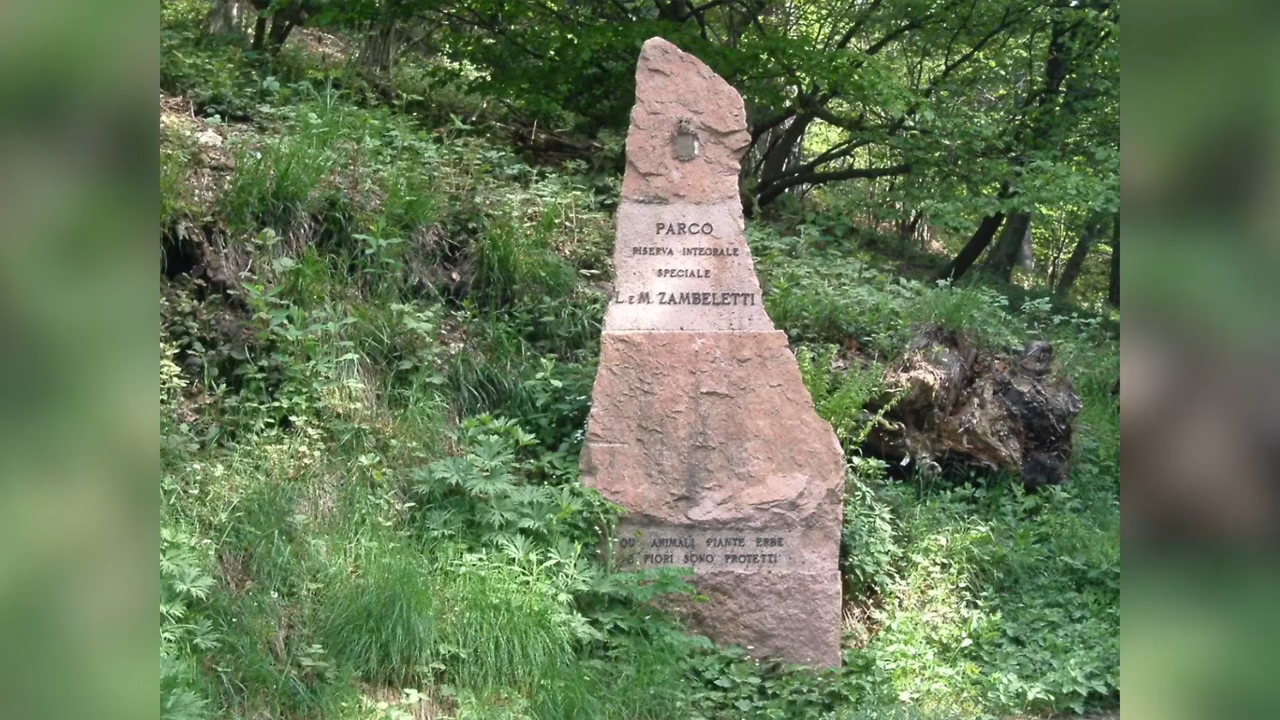 PARCO
RISERVA INTEGRALE
SPECIALE
L. E M. ZAMBELETTI
ANIMALI PIANTE ERBE
FIORI SONO PROTETTI